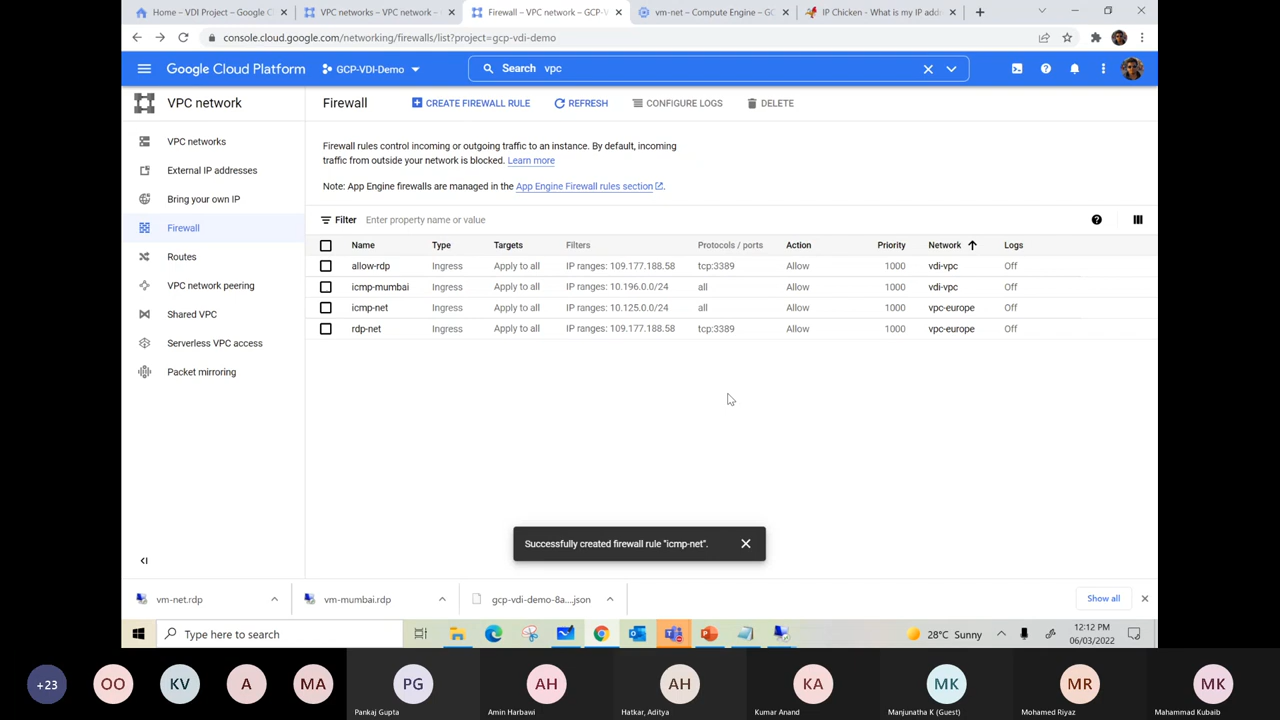 Home – VDI Project – Google C
VPC networks – VPC network –
Firewall – VPC network – GCP-V
vm-net – Compute Engine – GC
IP Chicken - What is my IP add
console.cloud.google.com/networking/firewalls/list?project=gcp-vdi-demo
Google Cloud Platform
GCP-VDI-Demo
Search vpc
VPC network
Firewall
CREATE FIREWALL RULE
REFRESH
CONFIGURE LOGS
DELETE
VPC networks
External IP addresses
Bring your own IP
Firewall
Routes
VPC network peering
Shared VPC
Serverless VPC access
Packet mirroring
Firewall rules control incoming or outgoing traffic to an instance. By default, incoming
traffic from outside your network is blocked. Learn more
Note: App Engine firewalls are managed in the App Engine Firewall rules section.
Filter Enter property name or value
Name Type Targets Filters Protocols / ports Action Priority Network Logs
allow-rdp Ingress Apply to all IP ranges: 109.177.188.58 tcp:3389 Allow 1000 vdi-vpc Off
icmp-mumbai Ingress Apply to all IP ranges: 10.196.0.0/24 all Allow 1000 vdi-vpc Off
icmp-net Ingress Apply to all IP ranges: 10.125.0.0/24 all Allow 1000 vpc-europe Off
rdp-net Ingress Apply to all IP ranges: 109.177.188.58 tcp:3389 Allow 1000 vpc-europe Off
Successfully created firewall rule "icmp-net".
vm-net.rdp
vm-mumbai.rdp
gcp-vdi-demo-8a....json
Show all
Type here to search
28°C Sunny
12:12 PM
06/03/2022
+23
OO
KV
A
MA
PG
AH
AH
KA
MK
MR
MK
Pankaj Gupta
Amin Harbawi
Hatkar, Aditya
Kumar Anand
Manjunatha K (Guest)
Mohamed Riyaz
Mahammad Kubaib